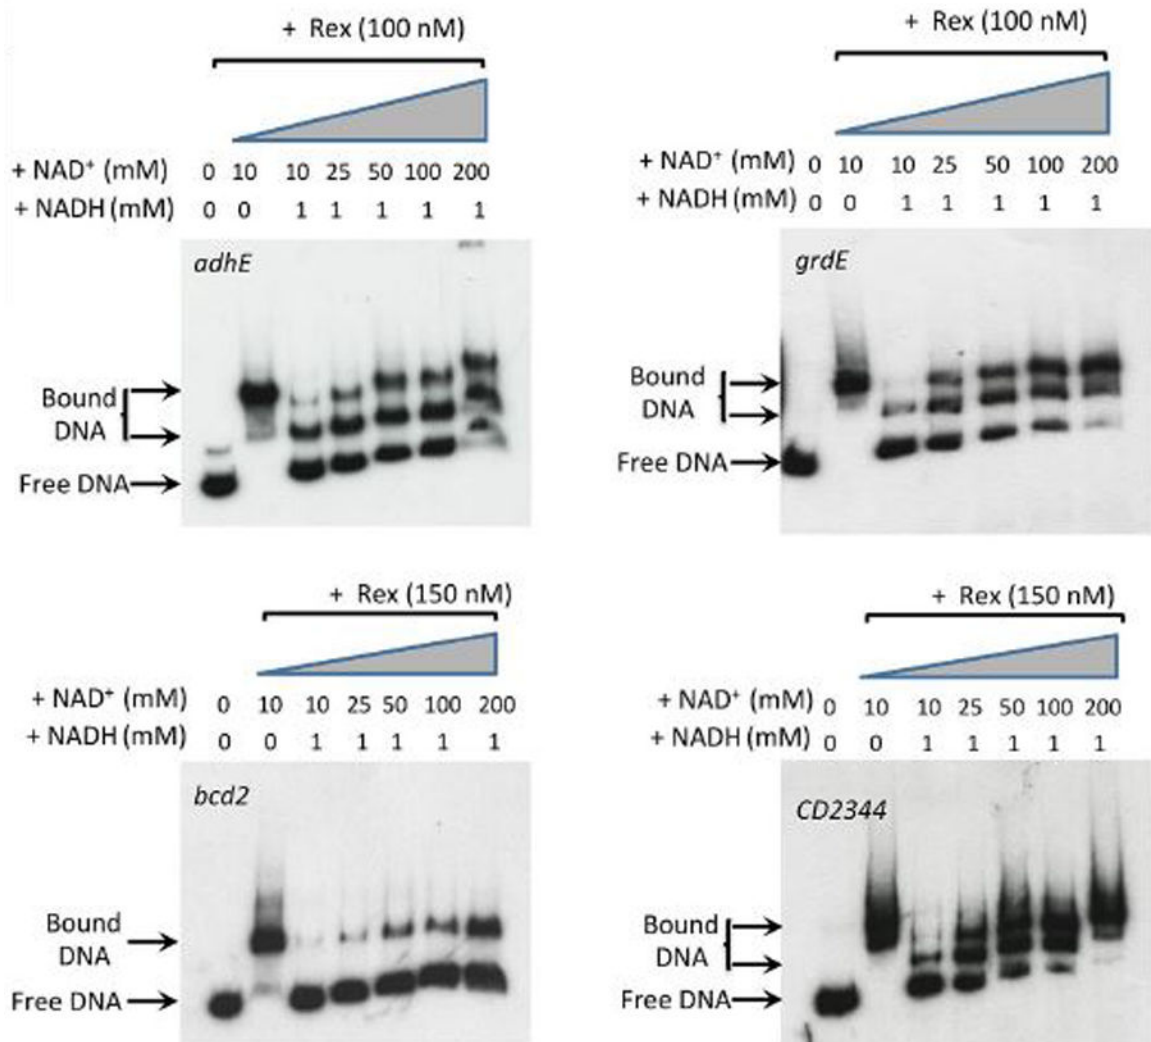 + Rex (100 nM)
+ NAD⁺ (mM) 0 10 10 25 50 100 200
+ NADH (mM) 0 0 1 1 1 1 1
adhE
Bound
DNA
Free DNA
+ Rex (100 nM)
+ NAD⁺ (mM) 0 10 10 25 50 100 200
+ NADH (mM) 0 0 1 1 1 1 1
grdE
Bound
DNA
Free DNA
+ Rex (150 nM)
+ NAD⁺ (mM) 0 10 10 25 50 100 200
+ NADH (mM) 0 0 1 1 1 1 1
bcd2
Bound
DNA
Free DNA
+ Rex (150 nM)
+ NAD⁺ (mM) 0 10 10 25 50 100 200
+ NADH (mM) 0 0 1 1 1 1 1
CD2344
Bound
DNA
Free DNA